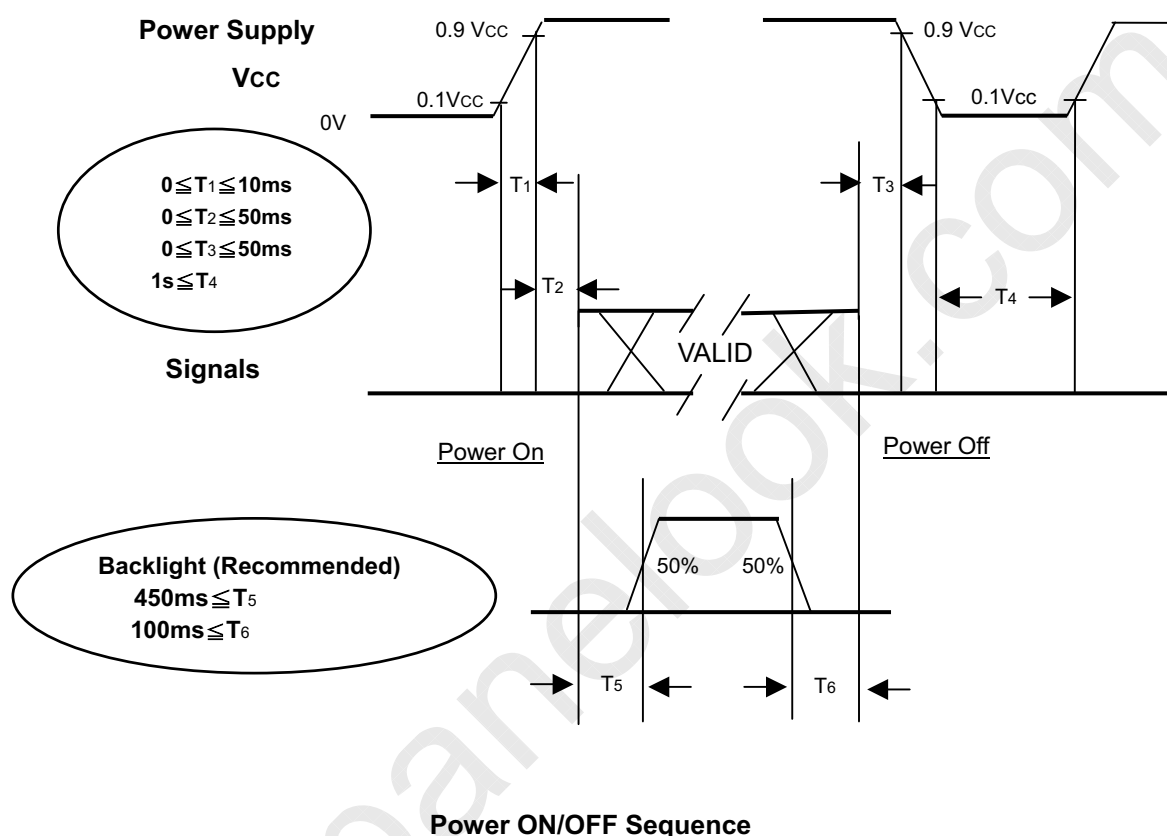 Power Supply
0.9 VCC
0.9 VCC
VCC
0.1VCC
0.1VCC
0V
0≦T1≦10ms
T1
T3
0≦T2≦50ms
0≦T3≦50ms
1s≦T4
T2
T4
VALID
Signals
Power On
Power Off
Backlight (Recommended)
50%
50%
450ms≦T5
100ms≦T6
T5
T6
Power ON/OFF Sequence
panelook.com